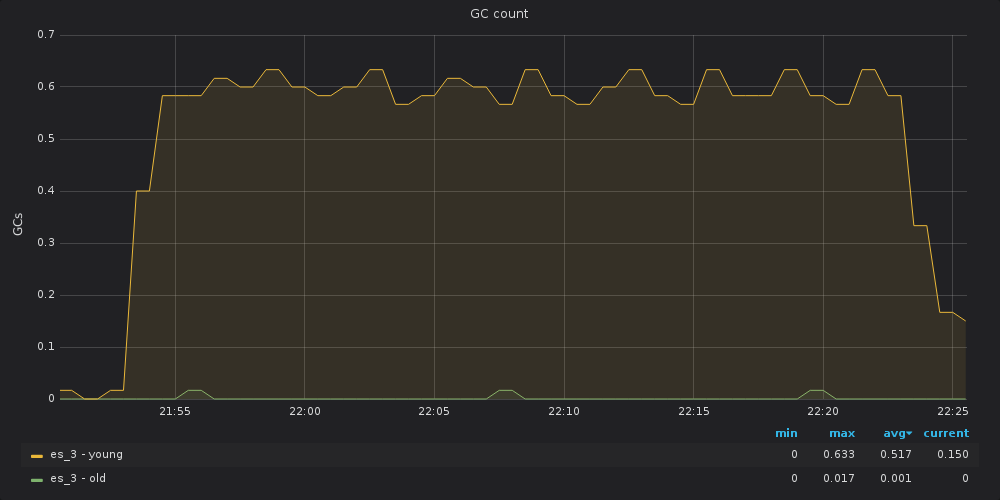 GC count
0.7
0.6
0.5
0.4
0.3
0.2
0.1
0
GCs
21:55 22:00 22:05 22:10 22:15 22:20 22:25
min max avg▾ current
es_3 - young 0 0.633 0.517 0.150
es_3 - old 0 0.017 0.001 0